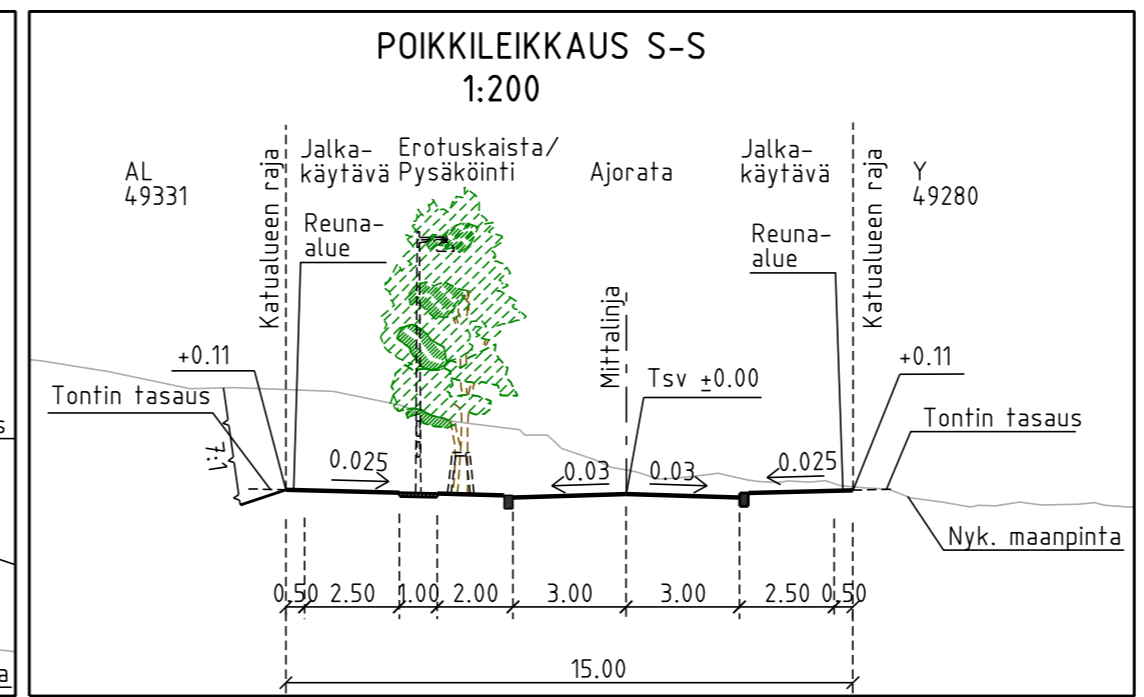 POIKKILEIKKAUS S-S
1:200
AL
49331
Katualueen raja
Jalka-
käytävä
Erotuskaista/
Pysäköinti
Ajorata
Jalka-
käytävä
Katualueen raja
Y
49280
Reuna-
alue
Reuna-
alue
Mittalinja
+0.11
Tsv ±0.00
+0.11
Tontin tasaus
Tontin tasaus
7:1
0.025
0.03
0.03
0.025
Nyk. maanpinta
0.50 2.50 1.00 2.00 3.00 3.00 2.50 0.50
15.00
s
a